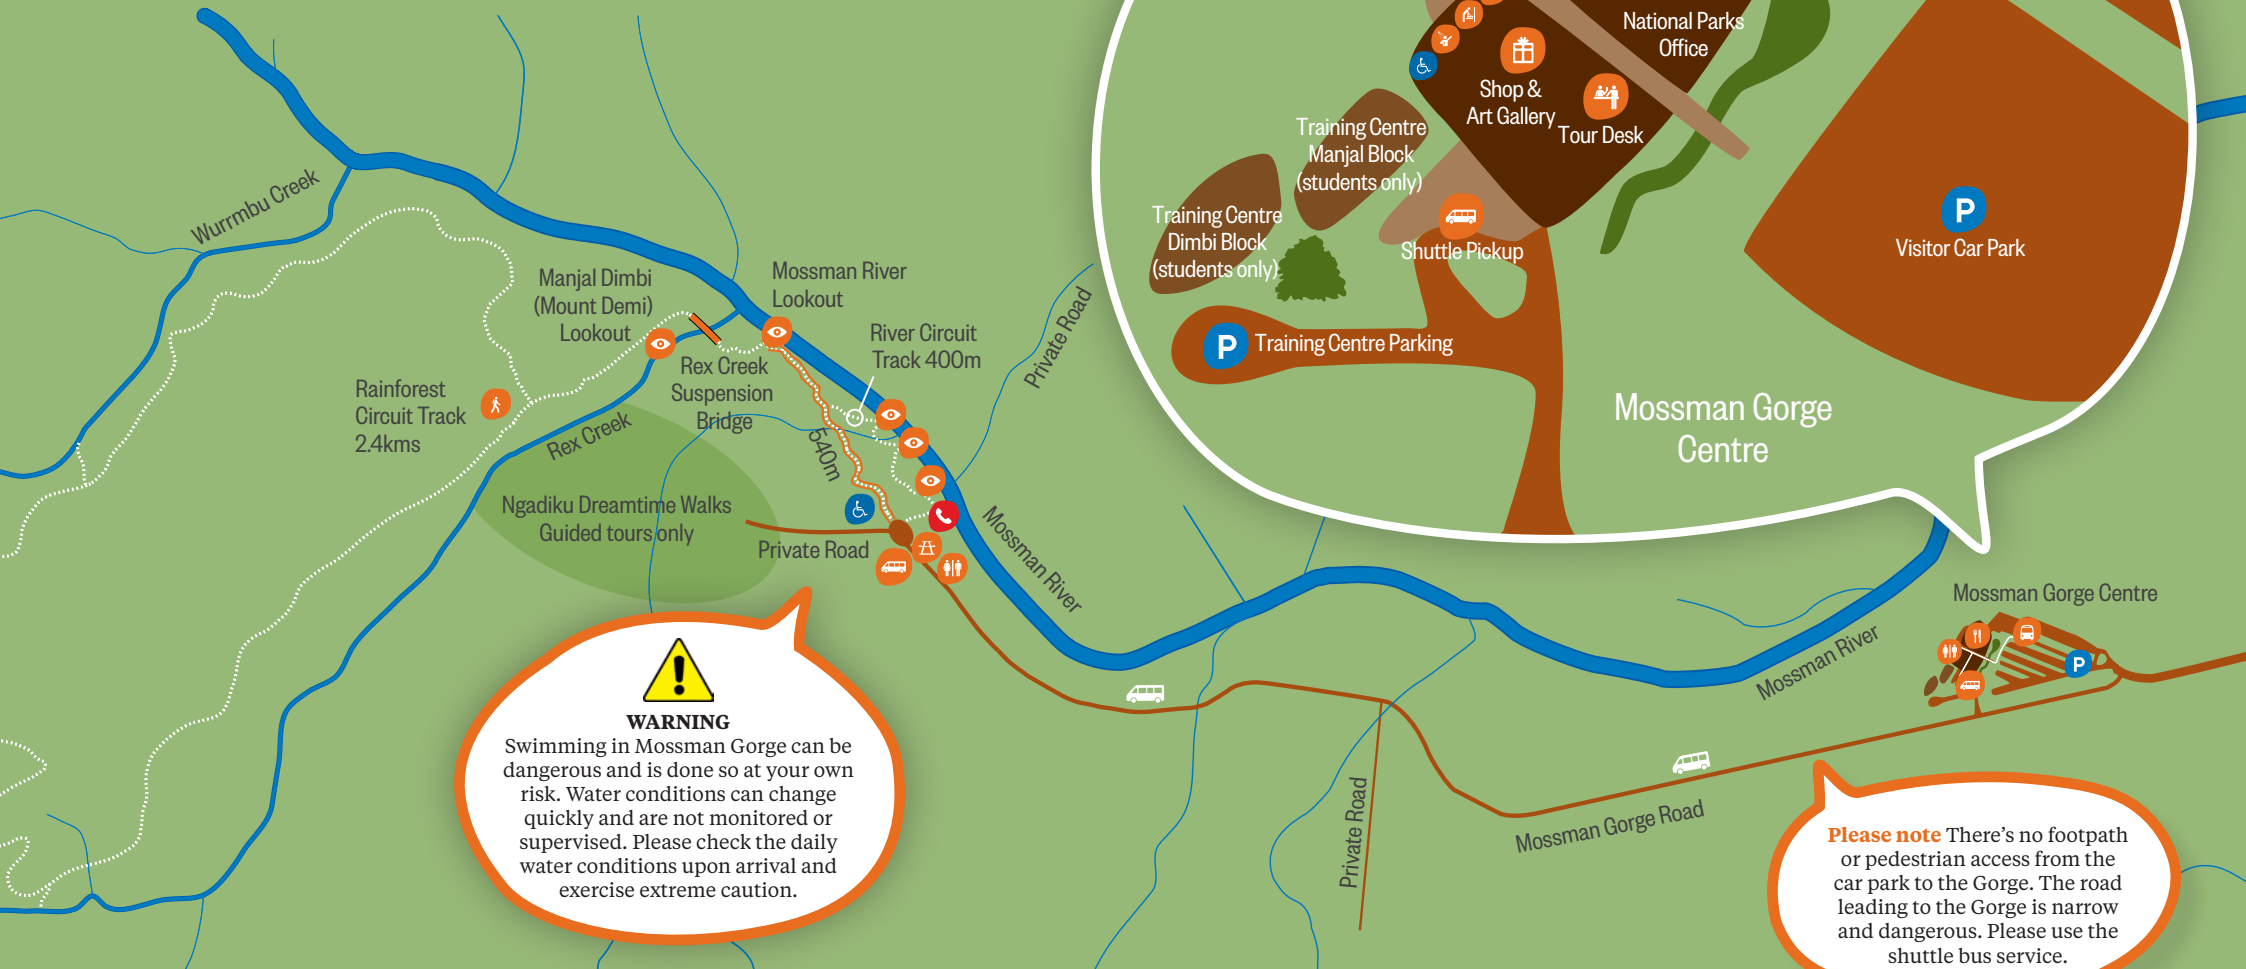 National Parks
Office
Shop &
Art Gallery
Tour Desk
Training Centre
Manjal Block
(students only)
Training Centre
Dimbi Block
(students only)
Shuttle Pickup
P
Visitor Car Park
P
Training Centre Parking
Mossman Gorge
Centre
Wurrmbu Creek
Manjal Dimbi
(Mount Demi)
Lookout
Mossman River
Lookout
River Circuit
Track 400m
Private Road
Rex Creek
Suspension
Bridge
Rainforest
Circuit Track
2.4kms
Rex Creek
540m
Ngadiku Dreamtime Walks
Guided tours only
Private Road
Mossman River
Mossman River
Mossman Gorge Centre
P
Private Road
Mossman Gorge Road
WARNING
Swimming in Mossman Gorge can be
dangerous and is done so at your own
risk. Water conditions can change
quickly and are not monitored or
supervised. Please check the daily
water conditions upon arrival and
exercise extreme caution.
Please note There's no footpath
or pedestrian access from the
car park to the Gorge. The road
leading to the Gorge is narrow
and dangerous. Please use the
shuttle bus service.